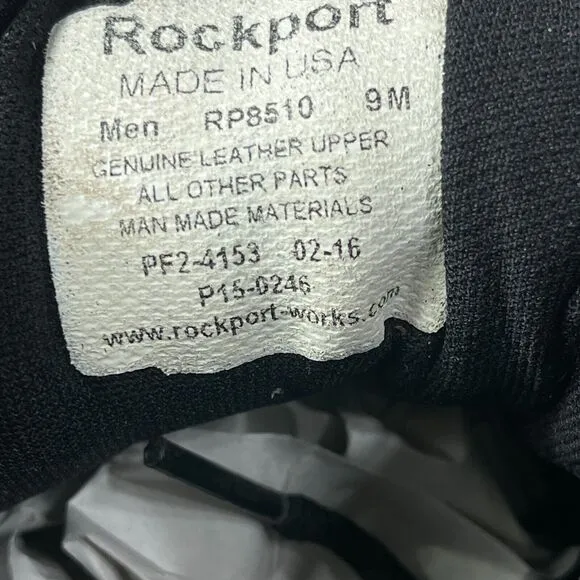 Rockport
MADE IN USA
Men RP8510 9M
GENUINE LEATHER UPPER
ALL OTHER PARTS
MAN MADE MATERIALS
PF2-4153 02-16
P15-0246
www.rockport-works.com